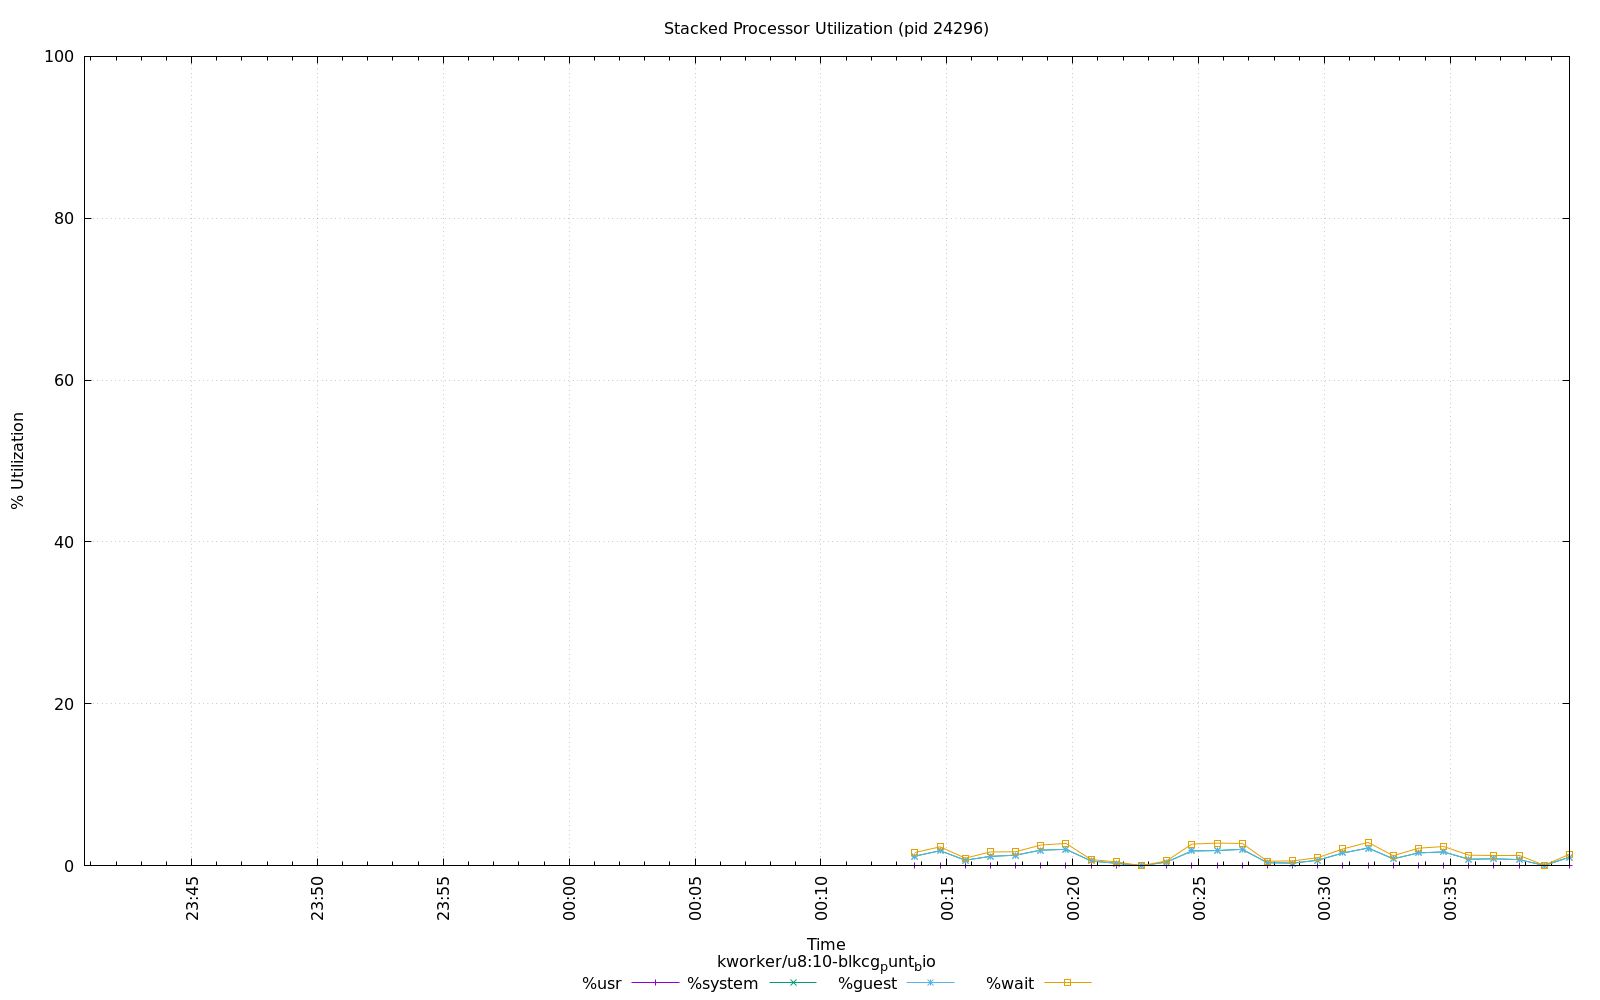 Stacked Processor Utilization (pid 24296)
100
80
60
40
20
0
% Utilization
23:45 23:50 23:55 00:00 00:05 00:10 00:15 00:20 00:25 00:30 00:35
Time
kworker/u8:10-blkcgpuntbio
%usr %system %guest %wait